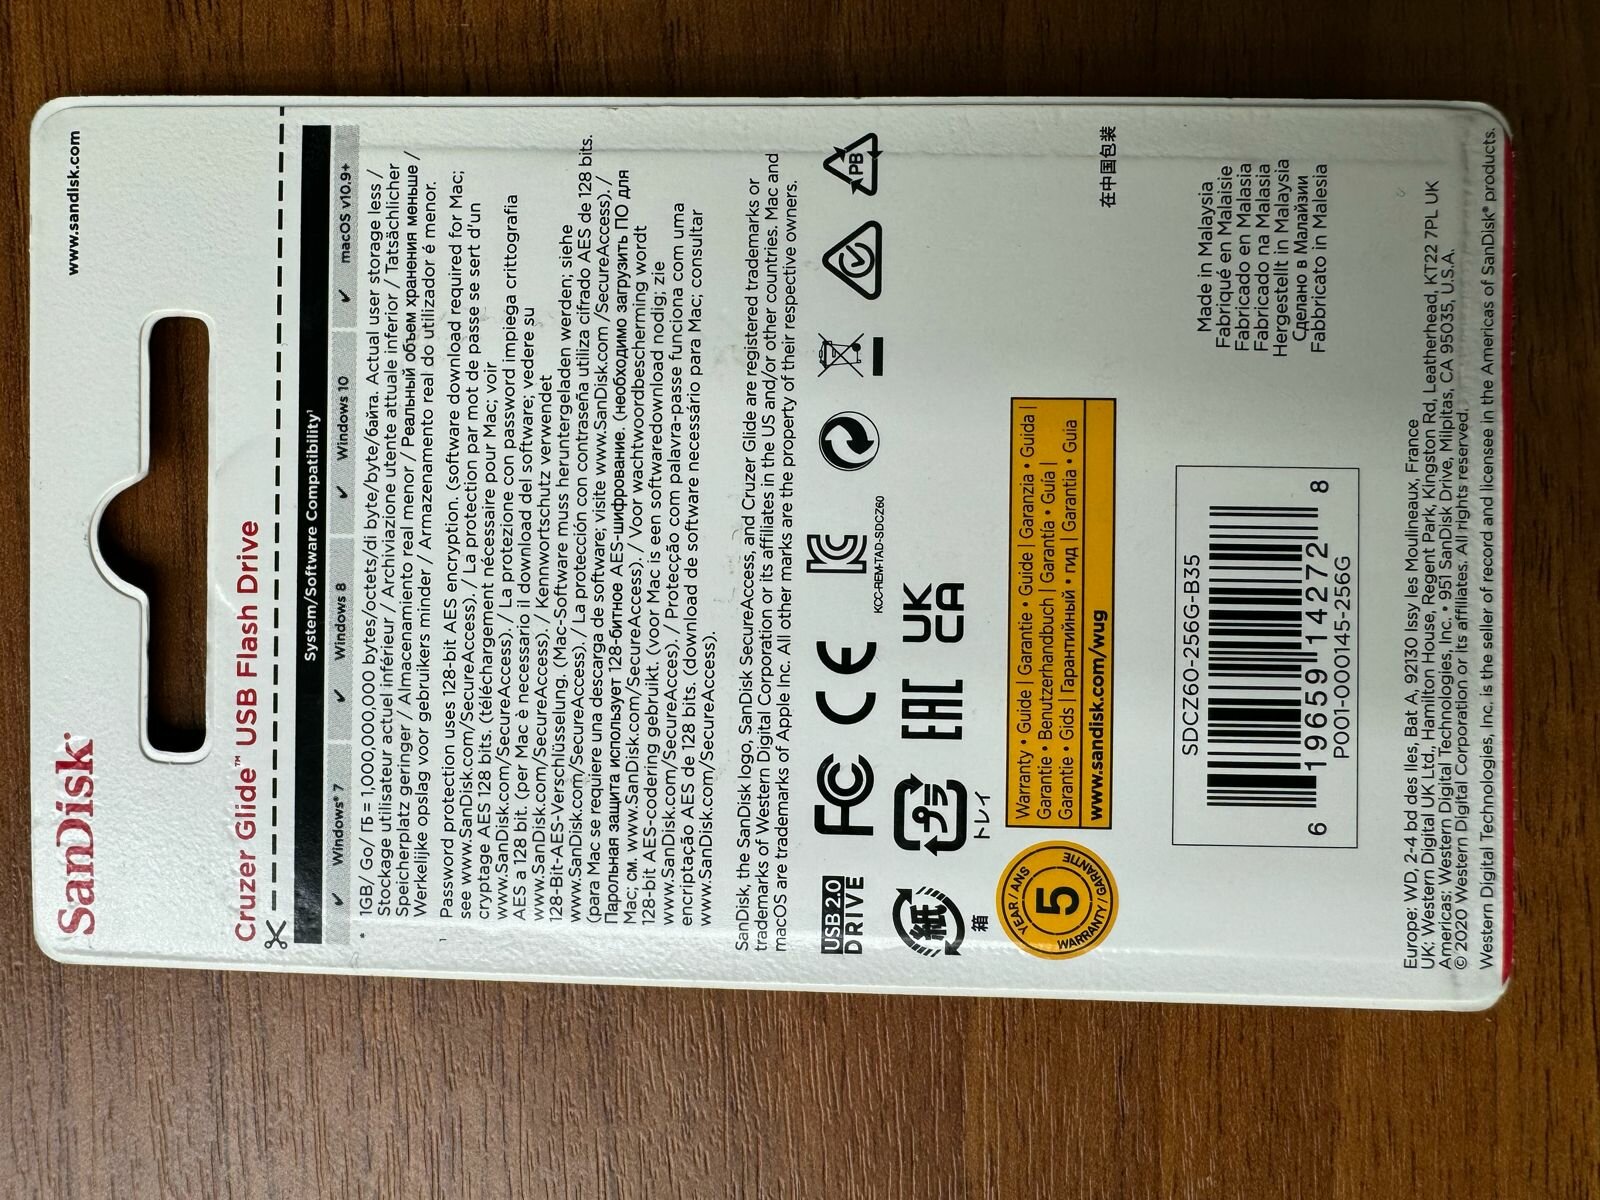 SanDisk®
www.sandisk.com
Cruzer Glide™ USB Flash Drive
System/Software Compatibility¹
✓ Windows® 7 ✓ Windows 8 ✓ Windows 10 ✓ macOS v10.9+
* 1GB/ Go/ ГБ = 1,000,000,000 bytes/octets/di byte/byte/байта. Actual user storage less /
Stockage utilisateur actuel inférieur / Archiviazione utente attuale inferior / Tatsächlicher
Speicherplatz geringer / Almacenamiento real menor / Реальный объем хранения меньше /
Werkelijke opslag voor gebruikers minder / Armazenamento real do utilizador é menor.
¹ Password protection uses 128-bit AES encryption. (software download required for Mac;
see www.SanDisk.com/SecureAccess). / La protection par mot de passe se sert d'un
cryptage AES 128 bits. (téléchargement nécessaire pour Mac; voir
www.SanDisk.com/SecureAccess). / La protezione con password impiega crittografia
AES a 128 bit. (per Mac è necessario il download del software; vedere su
www.SanDisk.com/SecureAccess). / Kennwortschutz verwendet
128-Bit-AES-Verschlüsselung. (Mac-Software muss heruntergeladen werden; siehe
www.SanDisk.com/SecureAccess). / La protección con contraseña utiliza cifrado AES de 128 bits.
(para Mac se requiere una descarga de software; visite www.SanDisk.com /SecureAccess). /
Парольная защита использует 128-битное AES-шифрование. (необходимо загрузить ПО для
Mac; см. www.SanDisk.com/SecureAccess). / Voor wachtwoordbescherming wordt
128-bit AES-codering gebruikt. (voor Mac is een softwaredownload nodig; zie
www.SanDisk.com/SecureAcces). / Protecção com palavra-passe funciona com uma
encriptação AES de 128 bits. (download de software necessário para Mac; consultar
www.SanDisk.com/SecureAccess).
SanDisk, the SanDisk logo, SanDisk SecureAccess, and Cruzer Glide are registered trademarks or
trademarks of Western Digital Corporation or its affiliates in the US and/or other countries. Mac and
macOS are trademarks of Apple Inc. All other marks are the property of their respective owners.
USB 2.0
DRIVE
FC CE
KCC-REM-TAD-SDCZ60
PB
紙
箱
プラ
トレイ
EAC
UK
CA
5
YEAR / ANS
WARRANTY / GARANTIE
Warranty • Guide | Garantie • Guide | Garanzia • Guida |
Garantie • Benutzerhandbuch | Garantía • Guía |
Garantie • Gids | Гарантийный • гид | Garantia • Guia
www.sandisk.com/wug
在中国包装
SDCZ60-256G-B35
6 19659 14272 8
P001-000145-256G
Made in Malaysia
Fabriqué en Malaisie
Fabricado en Malasia
Fabricado na Malásia
Hergestellt in Malaysia
Сделано в Малайзии
Fabbricato in Malesia
Europe: WD, 2-4 bd des Iles, Bat A, 92130 Issy les Moulineaux, France
UK: Western Digital UK Ltd., Hamilton House, Regent Park, Kingston Rd, Leatherhead, KT22 7PL UK
Americas: Western Digital Technologies, Inc. • 951 SanDisk Drive, Milpitas, CA 95035, U.S.A.
© 2020 Western Digital Corporation or its affiliates. All rights reserved.
Western Digital Technologies, Inc. is the seller of record and licensee in the Americas of SanDisk® products.